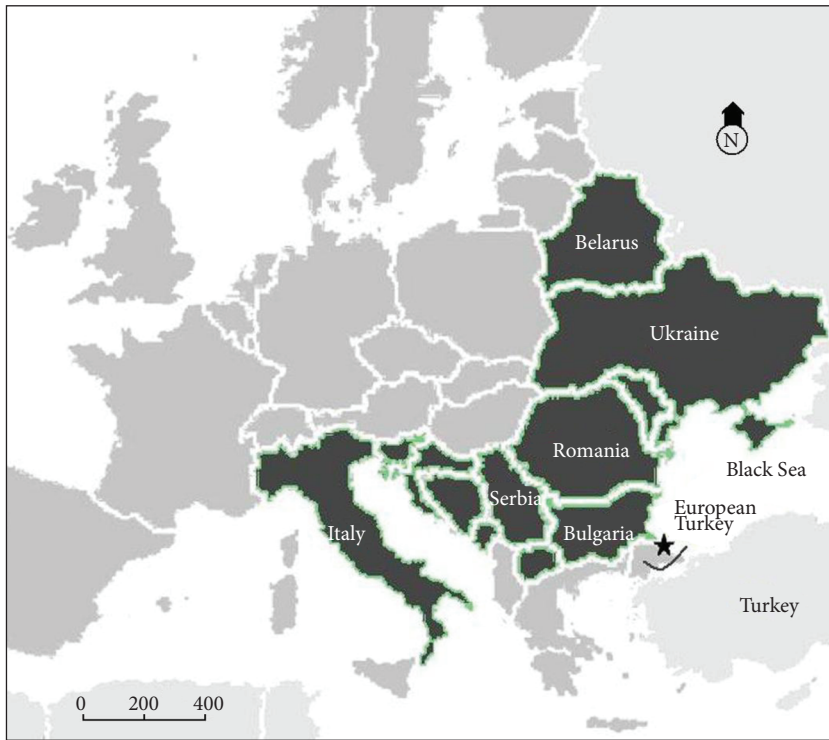 N
Belarus
Ukraine
Romania
Black Sea
Serbia
European
Turkey
Italy
Bulgaria
Turkey
0 200 400